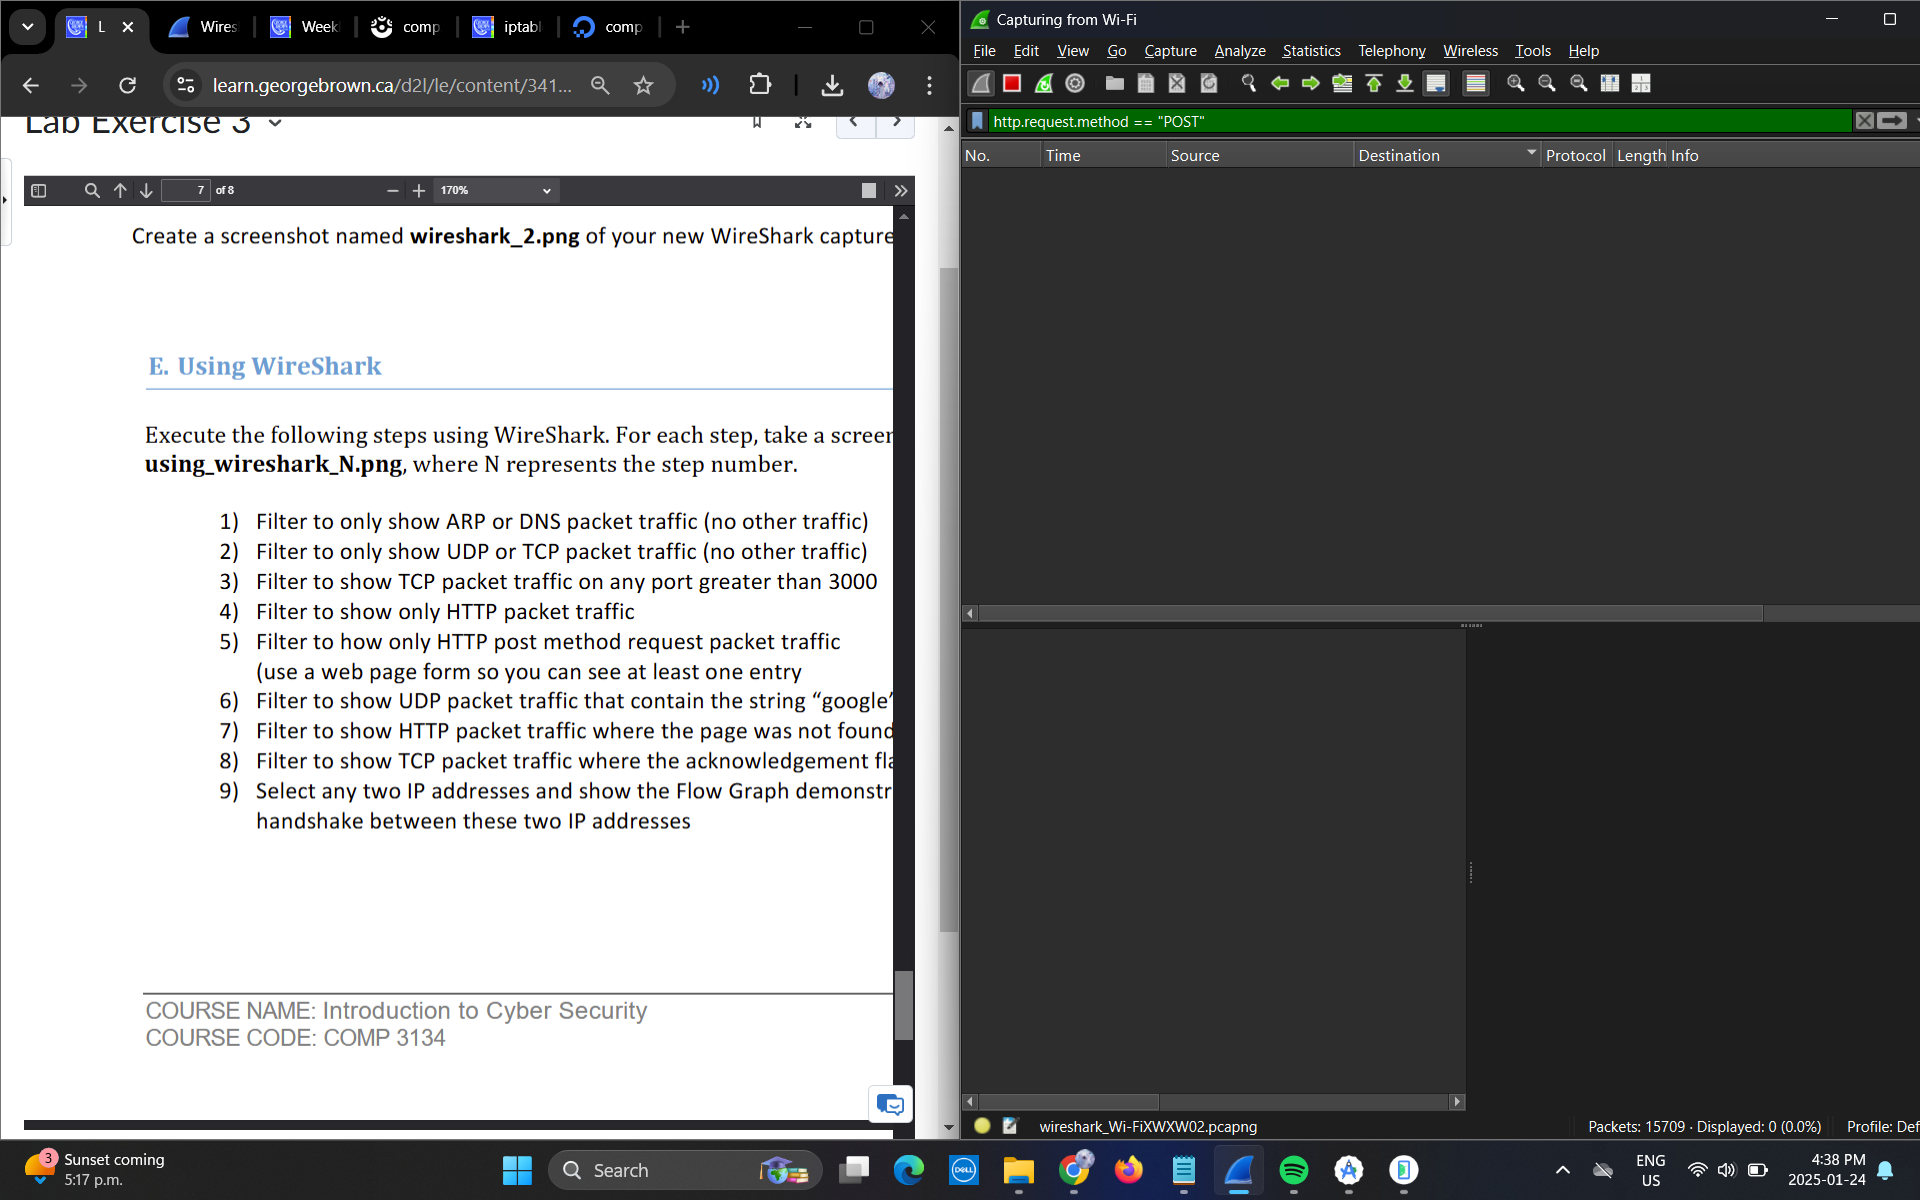 L
Wires
Week
comp
iptabl
comp
learn.georgebrown.ca/d2l/le/content/341...
Lab Exercise 3
7 of 8
170%
Create a screenshot named wireshark_2.png of your new WireShark capture
E. Using WireShark
Execute the following steps using WireShark. For each step, take a screen
using_wireshark_N.png, where N represents the step number.
1) Filter to only show ARP or DNS packet traffic (no other traffic)
2) Filter to only show UDP or TCP packet traffic (no other traffic)
3) Filter to show TCP packet traffic on any port greater than 3000
4) Filter to show only HTTP packet traffic
5) Filter to how only HTTP post method request packet traffic
(use a web page form so you can see at least one entry
6) Filter to show UDP packet traffic that contain the string “google”
7) Filter to show HTTP packet traffic where the page was not found
8) Filter to show TCP packet traffic where the acknowledgement fla
9) Select any two IP addresses and show the Flow Graph demonstr
handshake between these two IP addresses
COURSE NAME: Introduction to Cyber Security
COURSE CODE: COMP 3134
Capturing from Wi-Fi
File Edit View Go Capture Analyze Statistics Telephony Wireless Tools Help
http.request.method == "POST"
No. Time Source Destination Protocol Length Info
wireshark_Wi-FiXWXW02.pcapng
Packets: 15709 · Displayed: 0 (0.0%)
Profile: Def
3
Sunset coming
5:17 p.m.
Search
DELL
ENG
US
4:38 PM
2025-01-24